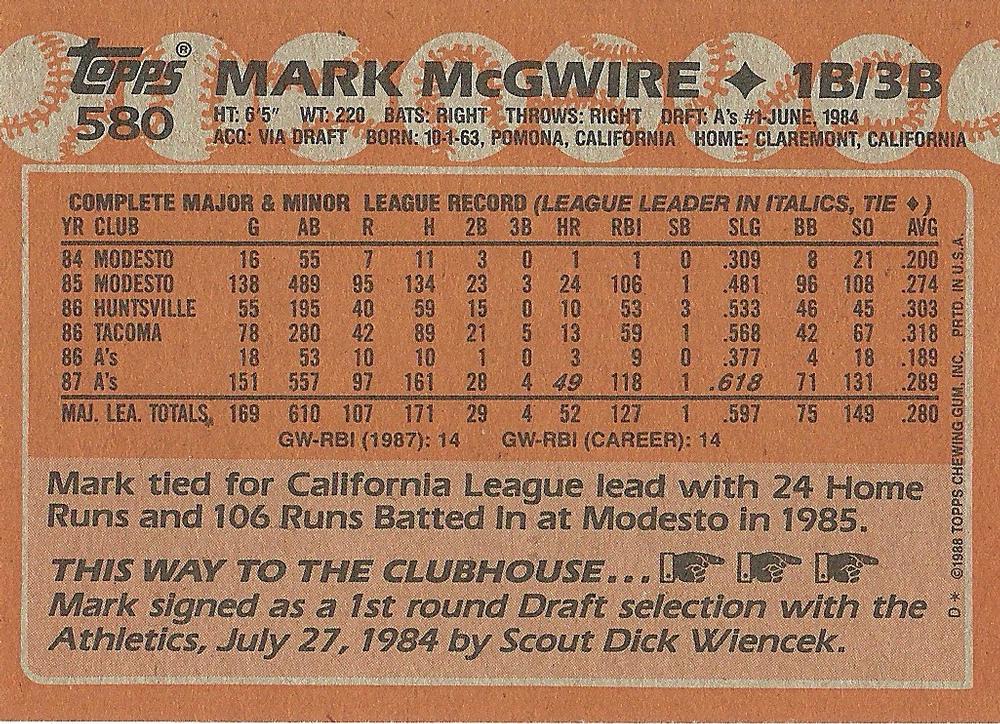 topps®
580
MARK McGWIRE ♦ 1B/3B
HT: 6'5" WT: 220 BATS: RIGHT THROWS: RIGHT DRFT: A's #1-JUNE, 1984
ACQ: VIA DRAFT BORN: 10-1-63, POMONA, CALIFORNIA HOME: CLAREMONT, CALIFORNIA
COMPLETE MAJOR & MINOR LEAGUE RECORD (LEAGUE LEADER IN ITALICS, TIE ♦)
YR CLUB G AB R H 2B 3B HR RBI SB SLG BB SO AVG
84 MODESTO 16 55 7 11 3 0 1 1 0 .309 8 21 .200
85 MODESTO 138 489 95 134 23 3 24 106 1 .481 96 108 .274
86 HUNTSVILLE 55 195 40 59 15 0 10 53 3 .533 46 45 .303
86 TACOMA 78 280 42 89 21 5 13 59 1 .568 42 67 .318
86 A's 18 53 10 10 1 0 3 9 0 .377 4 18 .189
87 A's 151 557 97 161 28 4 49 118 1 .618 71 131 .289
MAJ. LEA. TOTALS 169 610 107 171 29 4 52 127 1 .597 75 149 .280
GW-RBI (1987): 14 GW-RBI (CAREER): 14
Mark tied for California League lead with 24 Home
Runs and 106 Runs Batted In at Modesto in 1985.
THIS WAY TO THE CLUBHOUSE...
Mark signed as a 1st round Draft selection with the
Athletics, July 27, 1984 by Scout Dick Wiencek.
D* ©1988 TOPPS CHEWING GUM, INC. PRTD. IN U.S.A.